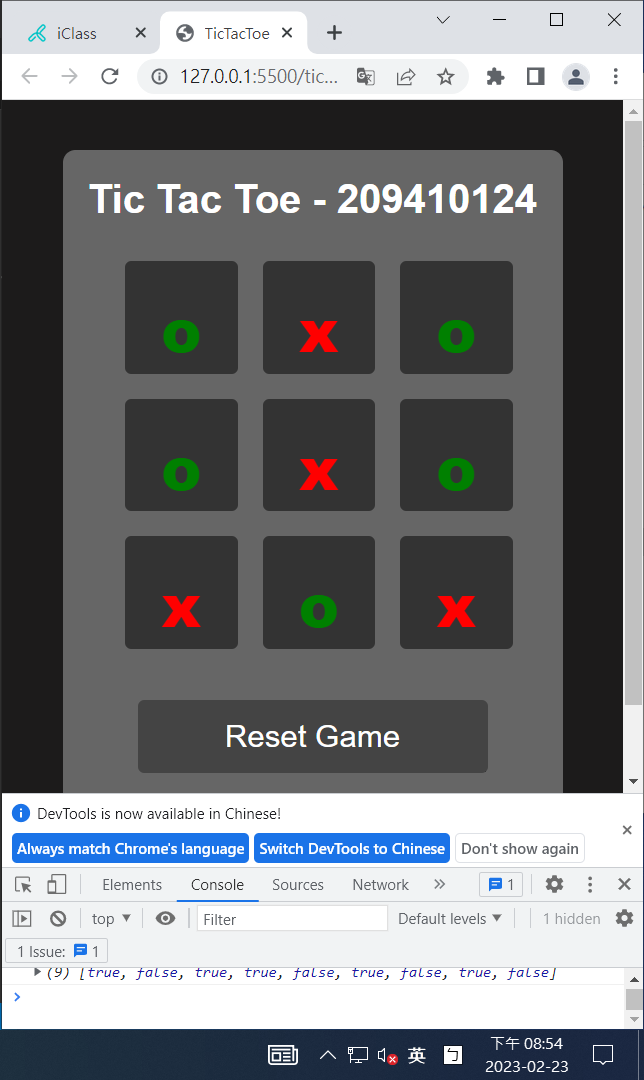 iClass
TicTacToe
127.0.0.1:5500/tic...
Tic Tac Toe - 209410124
o x o
o x o
x o x
Reset Game
DevTools is now available in Chinese!
Always match Chrome's language
Switch DevTools to Chinese
Don't show again
Elements
Console
Sources
Network
1
top
Filter
Default levels
1 hidden
1 Issue: 1
(9) [true, false, true, true, false, true, false, true, false]
英
ㄅ
下午 08:54
2023-02-23